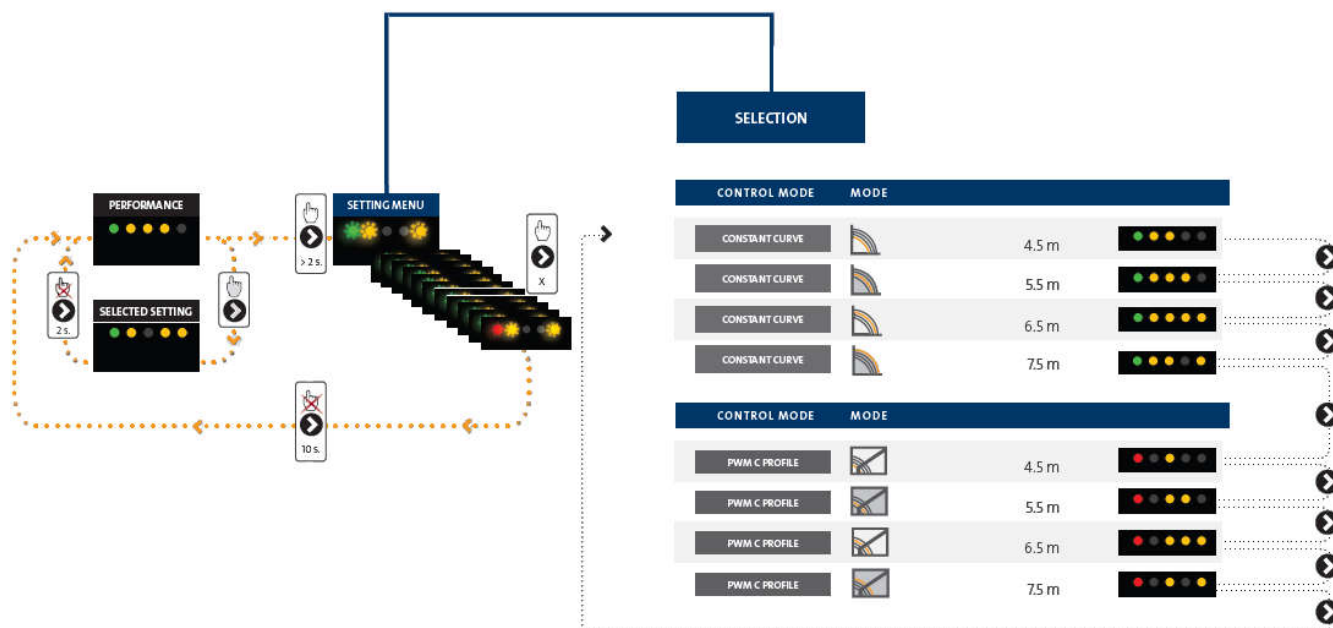 SELECTION
PERFORMANCE
> 2 s.
SETTING MENU
X
2 s.
SELECTED SETTING
10 s.
CONTROL MODE MODE
CONSTANT CURVE 4.5 m
CONSTANT CURVE 5.5 m
CONSTANT CURVE 6.5 m
CONSTANT CURVE 7.5 m
CONTROL MODE MODE
PWM C PROFILE 4.5 m
PWM C PROFILE 5.5 m
PWM C PROFILE 6.5 m
PWM C PROFILE 7.5 m